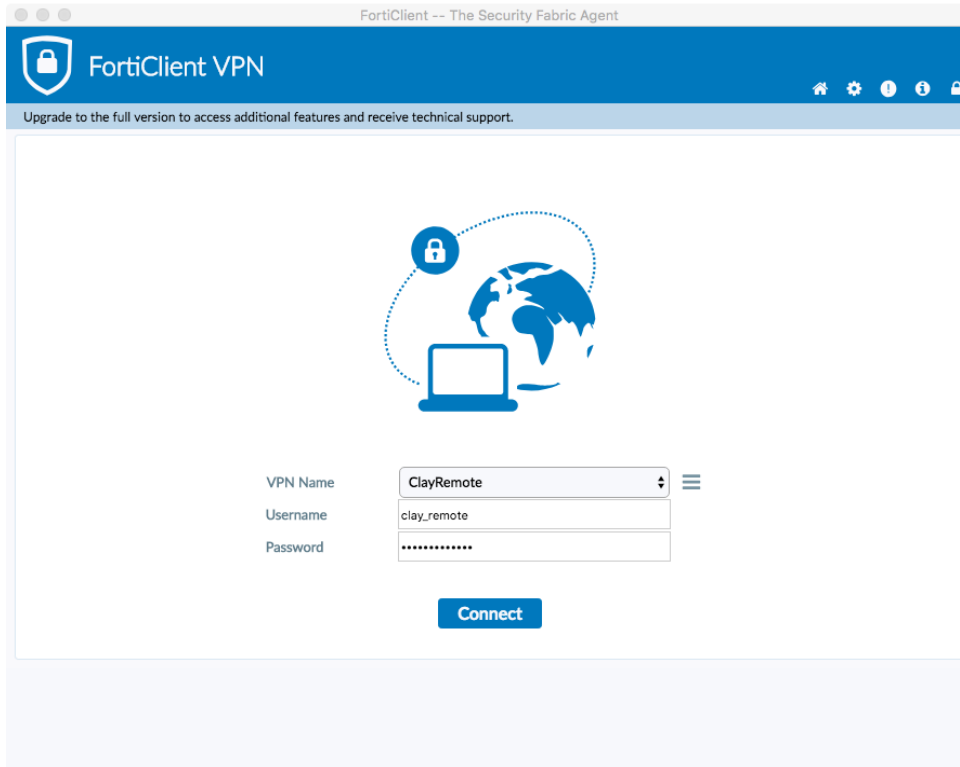 FortiClient -- The Security Fabric Agent
FortiClient VPN
Upgrade to the full version to access additional features and receive technical support.
VPN Name ClayRemote
Username clay_remote
Password •••••••••••••
Connect